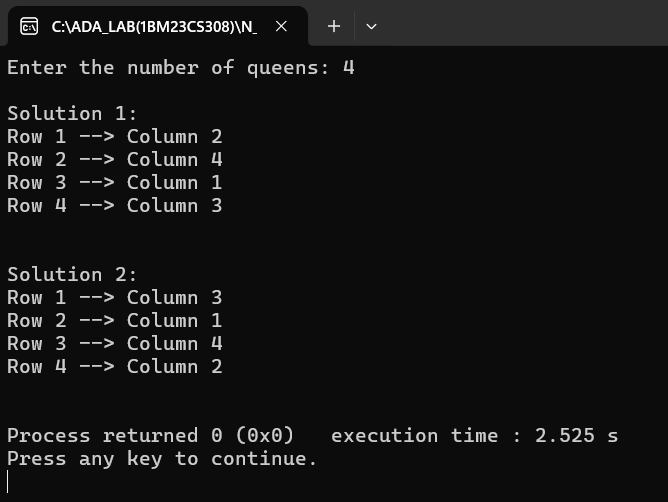 C:\ADA_LAB(1BM23CS308)\N_
Enter the number of queens: 4
Solution 1:
Row 1 --> Column 2
Row 2 --> Column 4
Row 3 --> Column 1
Row 4 --> Column 3
Solution 2:
Row 1 --> Column 3
Row 2 --> Column 1
Row 3 --> Column 4
Row 4 --> Column 2
Process returned 0 (0x0)   execution time : 2.525 s
Press any key to continue.